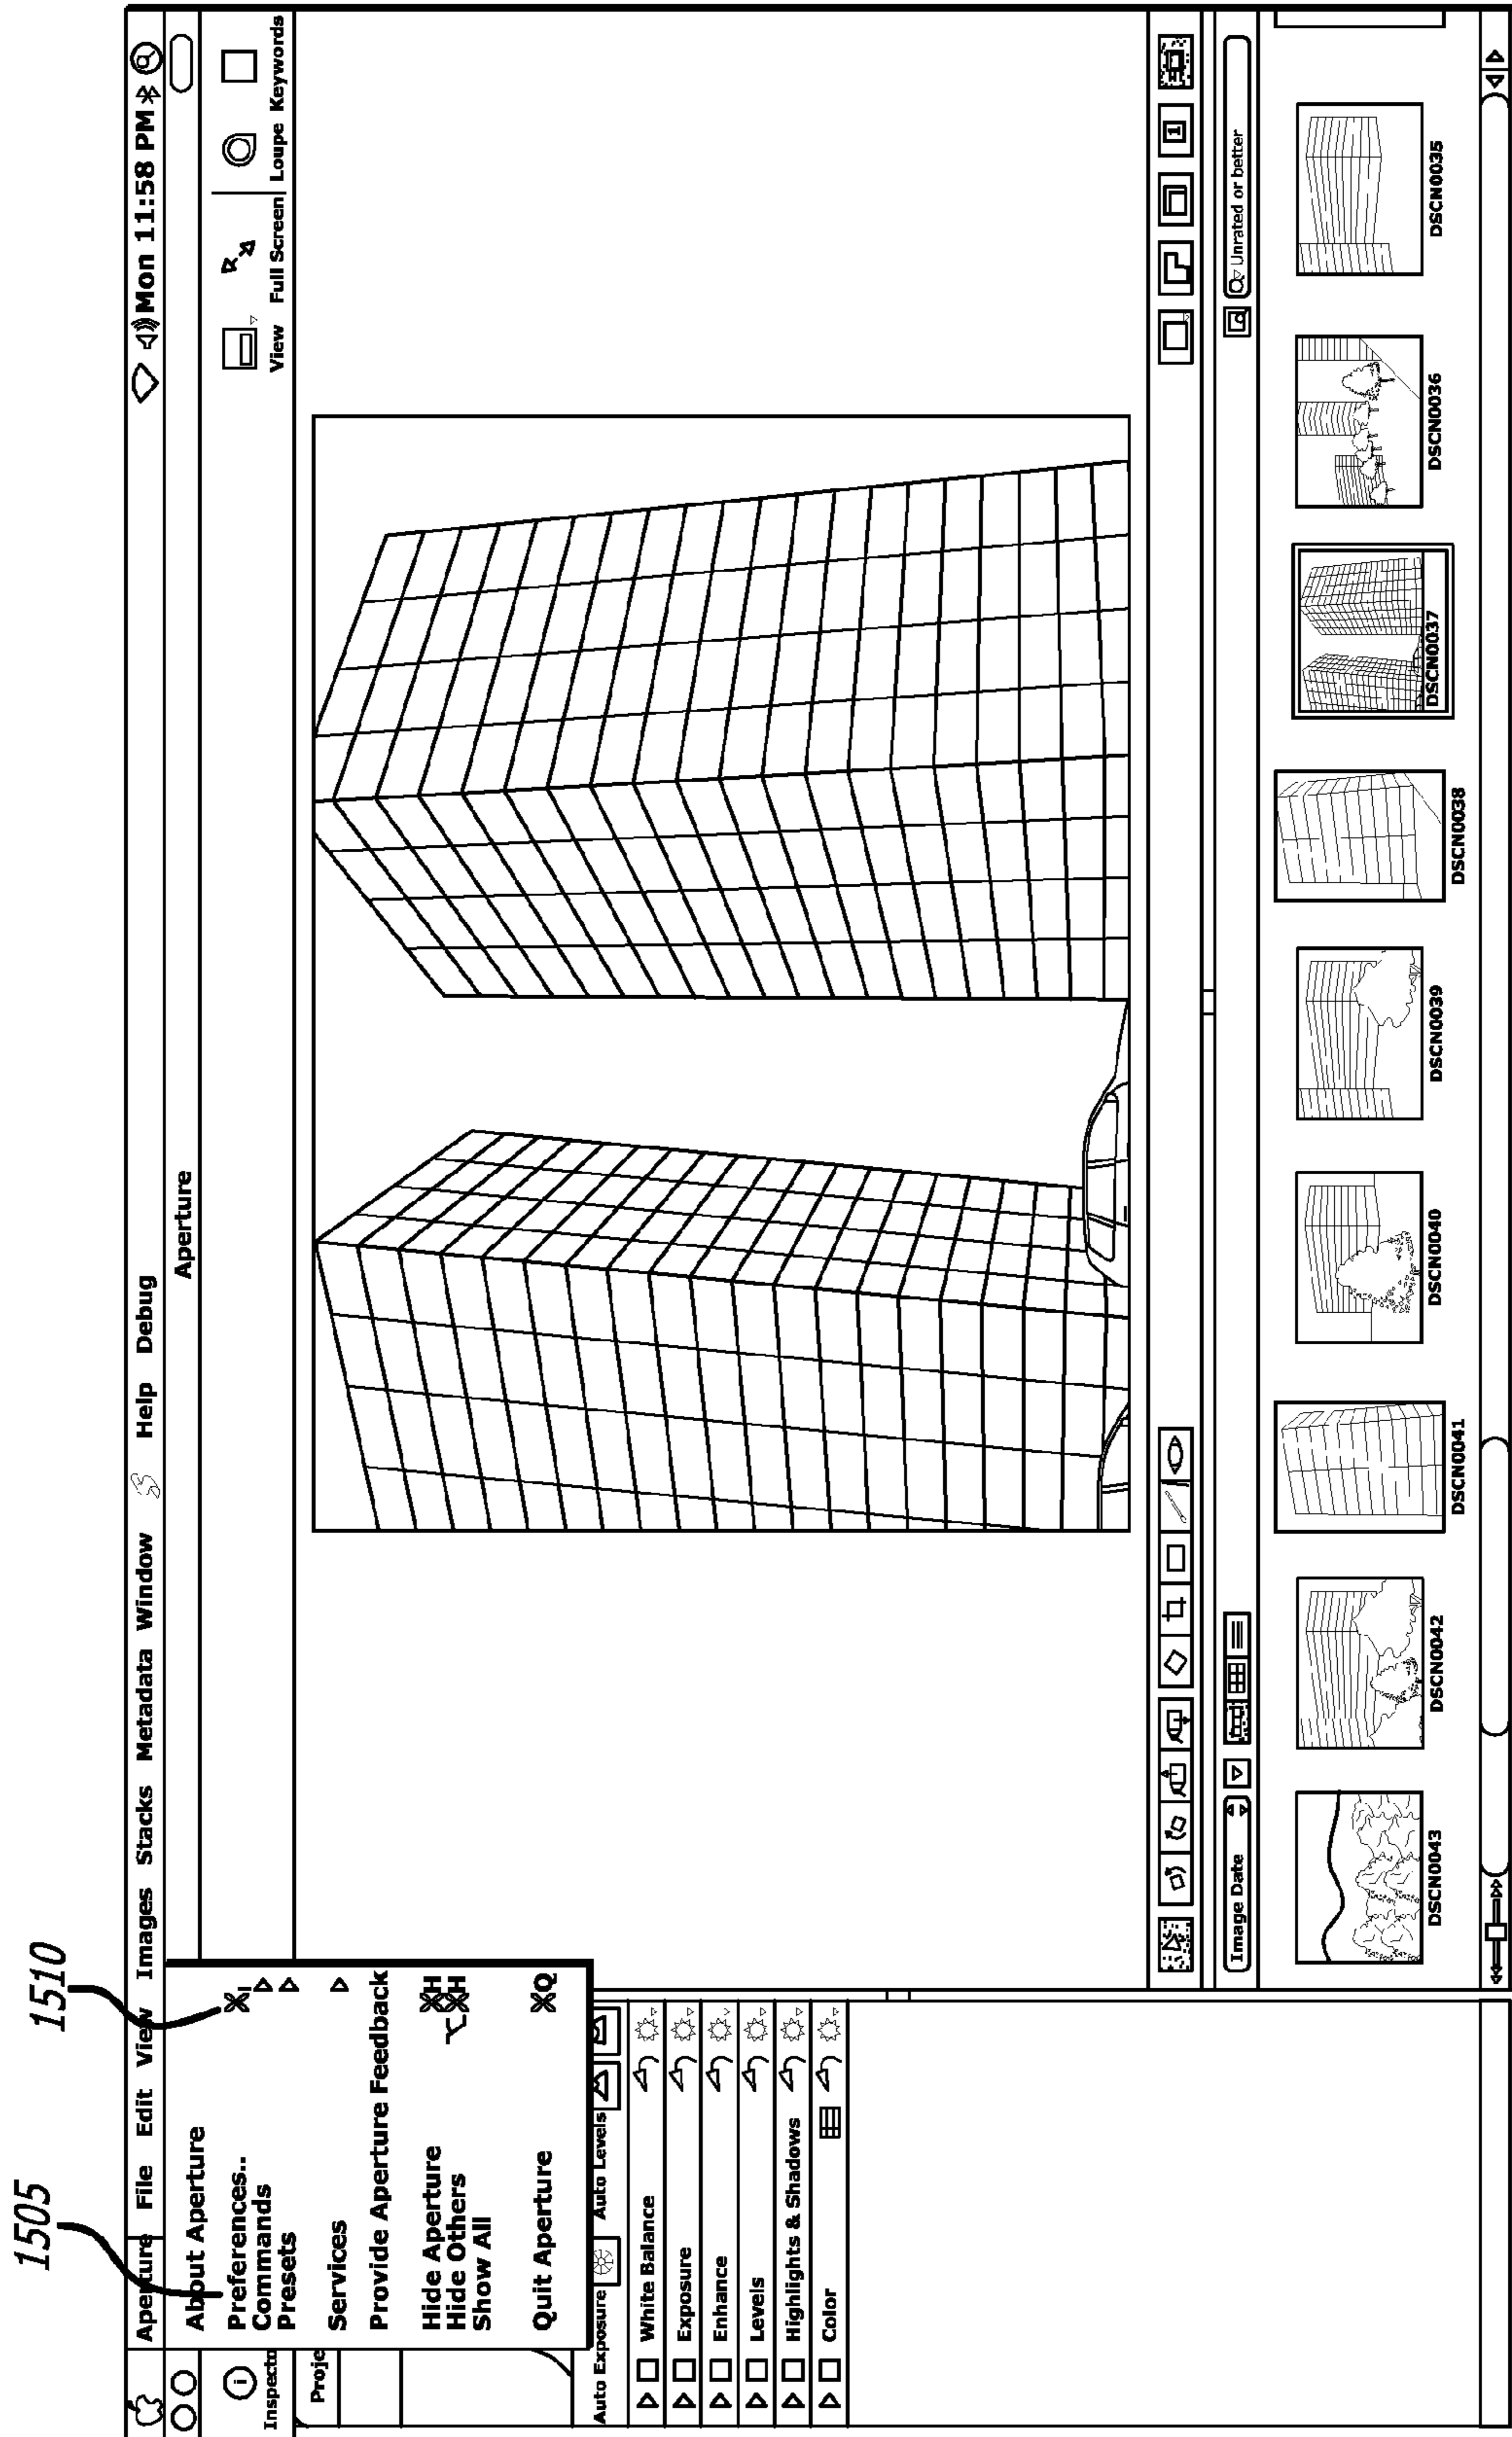 1505
1510
Aperture File Edit View Images Stacks Metadata Window Help Debug Mon 11:58 PM
Aperture
About Aperture
Preferences..
Commands
Presets
Services
Provide Aperture Feedback
Hide Aperture H
Hide Others H
Show All
Quit Aperture Q
Inspecto
View Full Screen Loupe Keywords
Proje
Auto Exposure Auto Levels
White Balance
Exposure
Enhance
Levels
Highlights & Shadows
Color
1
Image Date
Unrated or better
DSCN0043 DSCN0042 DSCN0041 DSCN0040 DSCN0039 DSCN0038 DSCN0037 DSCN0036 DSCN0035